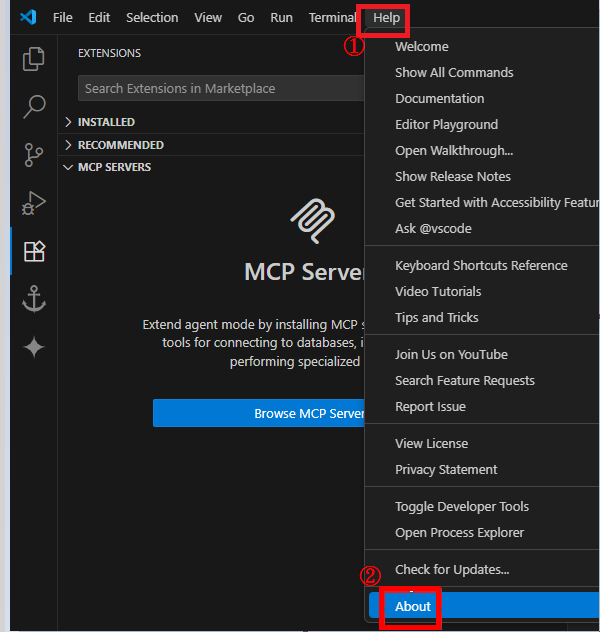 File Edit Selection View Go Run Terminal Help
①
EXTENSIONS
Search Extensions in Marketplace
INSTALLED
RECOMMENDED
MCP SERVERS
MCP Server
Extend agent mode by installing MCP s
tools for connecting to databases, i
performing specialized
Browse MCP Server
Welcome
Show All Commands
Documentation
Editor Playground
Open Walkthrough...
Show Release Notes
Get Started with Accessibility Featur
Ask @vscode
Keyboard Shortcuts Reference
Video Tutorials
Tips and Tricks
Join Us on YouTube
Search Feature Requests
Report Issue
View License
Privacy Statement
Toggle Developer Tools
Open Process Explorer
Check for Updates...
②
About